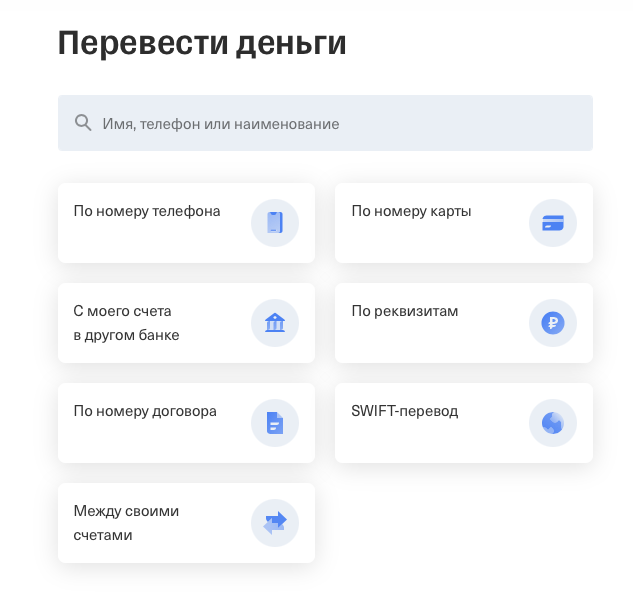 Перевести деньги
Имя, телефон или наименование
По номеру телефона
По номеру карты
С моего счета
в другом банке
По реквизитам
По номеру договора
SWIFT-перевод
Между своими
счетами